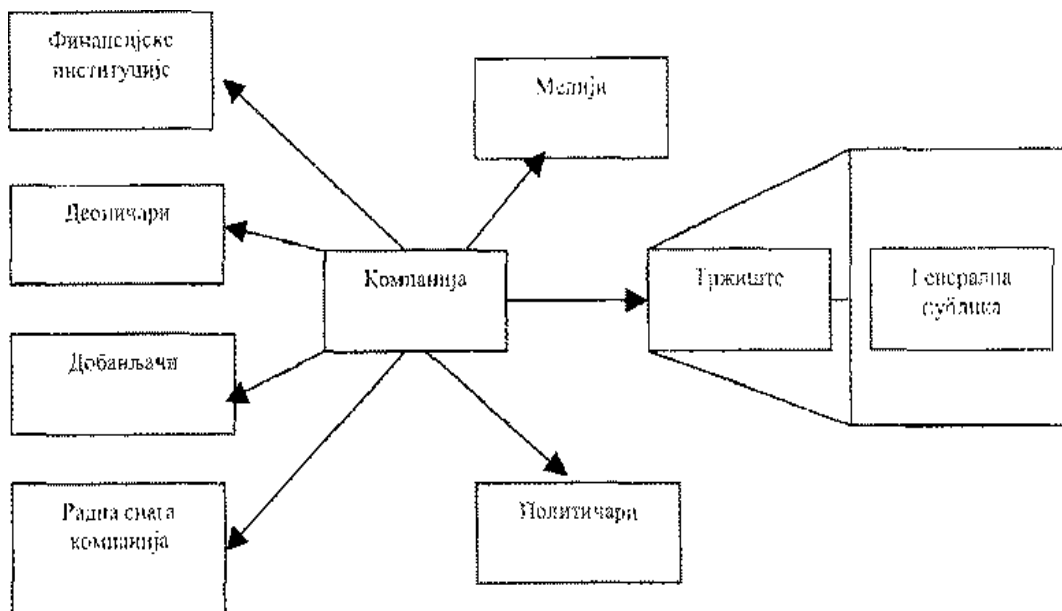 Финансијске
институције
Медији
Деоничари
Компанија
Тржиште
Генерална
публика
Добављачи
Радна снага
компанија
Политичари